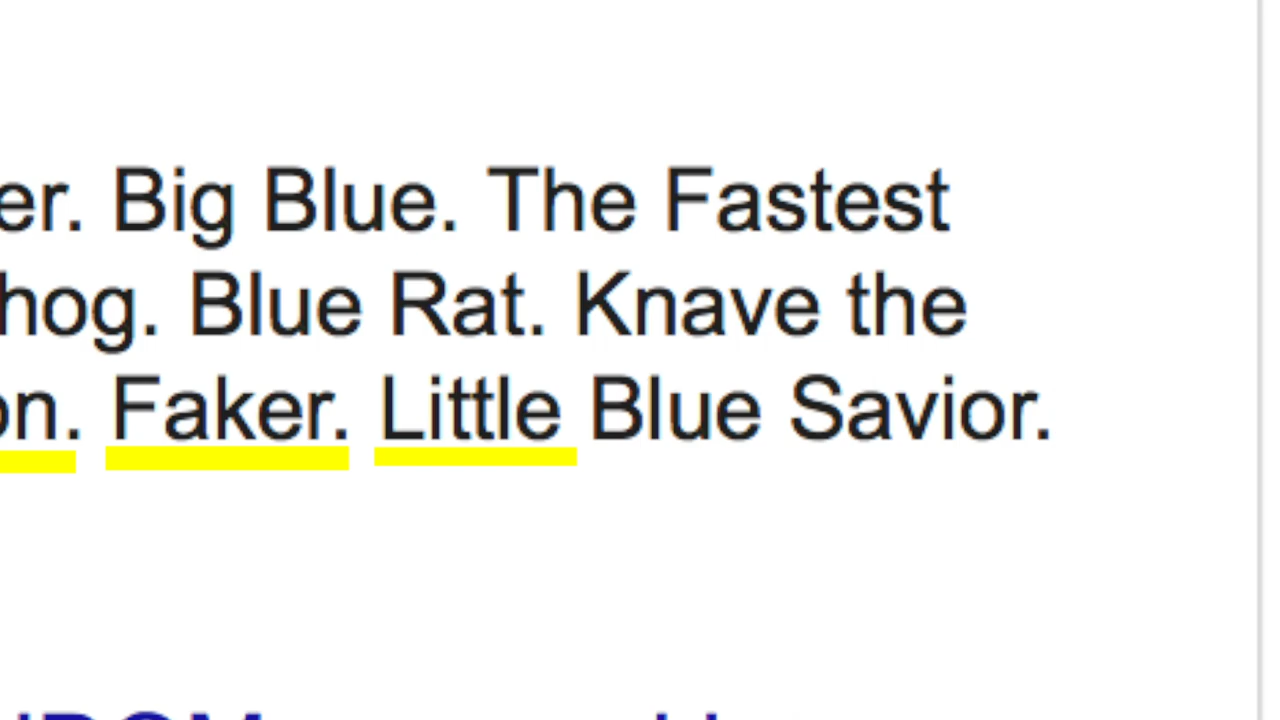 er. Big Blue. The Fastest
hog. Blue Rat. Knave the
on. Faker. Little Blue Savior.